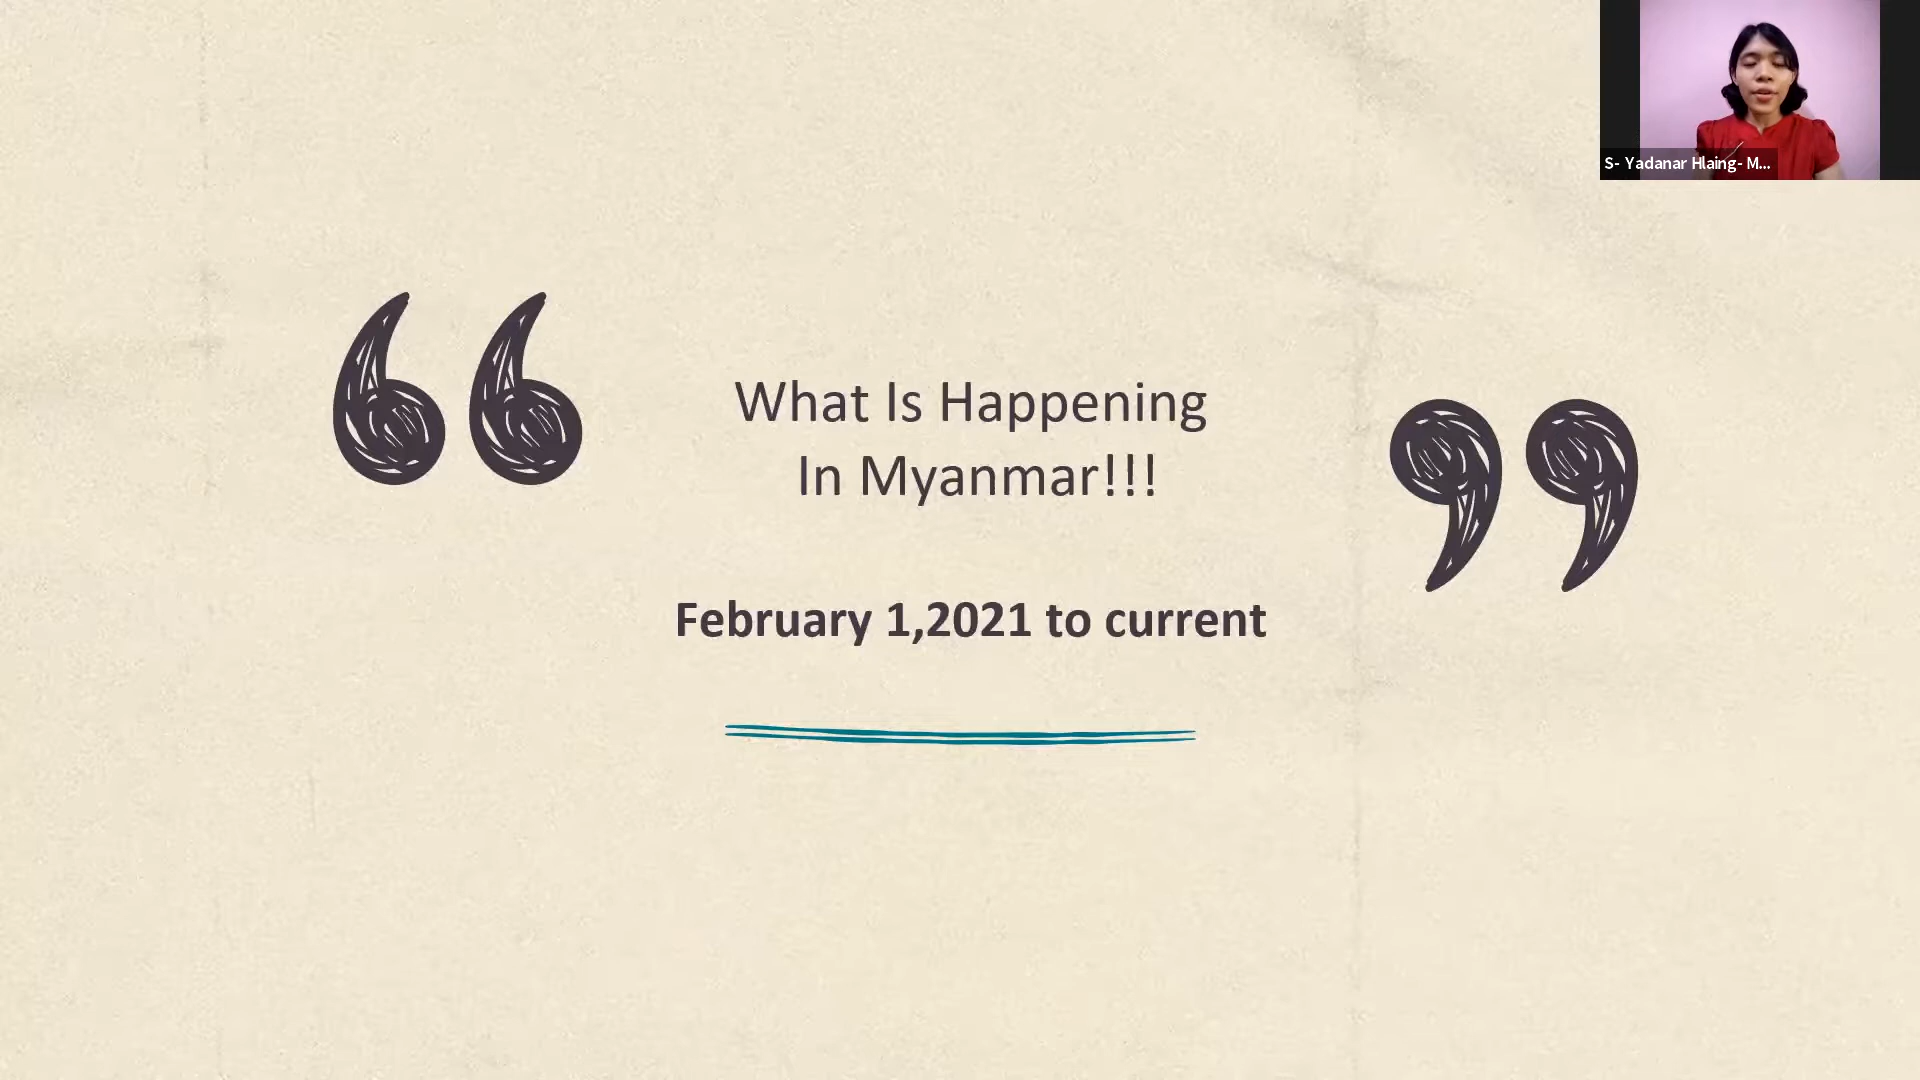 S- Yadanar Hlaing- M...
What Is Happening
In Myanmar!!!
February 1,2021 to current